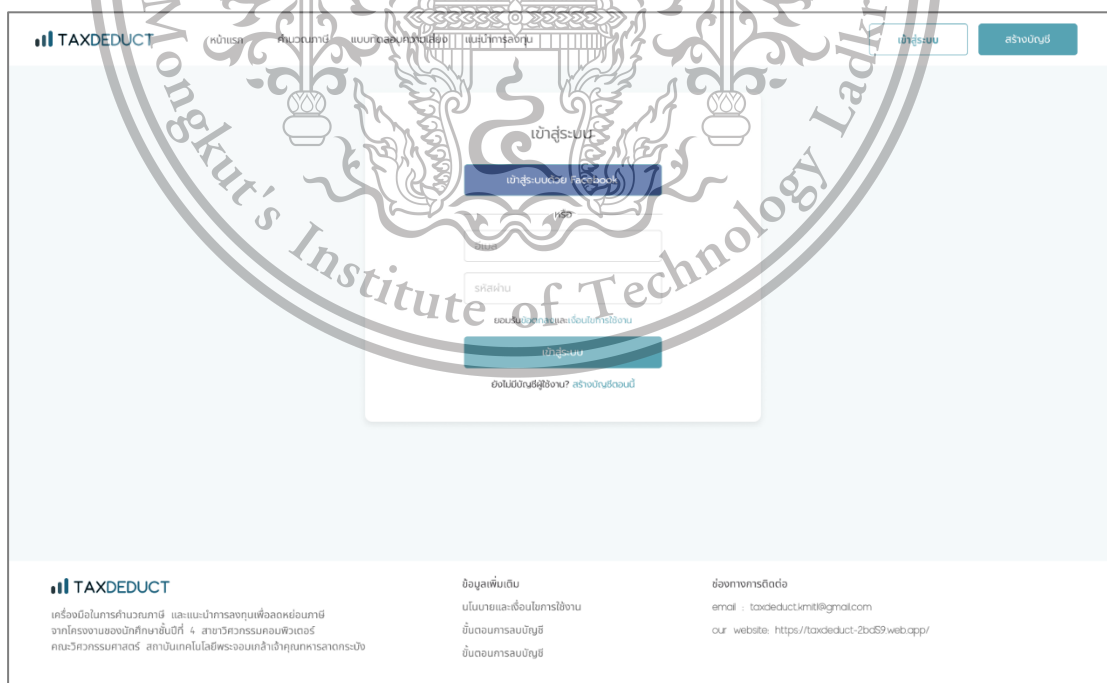 TAXDEDUCT หน้าแรก คำนวณภาษี แบบทดสอบความเสี่ยง แนะนำการลงทุน เข้าสู่ระบบ สร้างบัญชี
เข้าสู่ระบบ
เข้าสู่ระบบด้วย Facebook
หรือ
อีเมล
รหัสผ่าน
ยอมรับข้อตกลงและเงื่อนไขการใช้งาน
เข้าสู่ระบบ
ยังไม่มีบัญชีผู้ใช้งาน? สร้างบัญชีตอนนี้
Mongkut's Institute of Technology
TAXDEDUCT
เครื่องมือในการคำนวณภาษี และแนะนำการลงทุนเพื่อลดหย่อนภาษี
จากโครงงานของนักศึกษาชั้นปีที่ 4 สาขาวิศวกรรมคอมพิวเตอร์
คณะวิศวกรรมศาสตร์ สถาบันเทคโนโลยีพระจอมเกล้าเจ้าคุณทหารลาดกระบัง
ข้อมูลเพิ่มเติม
นโยบายและเงื่อนไขการใช้งาน
ขั้นตอนการลบบัญชี
ขั้นตอนการลบบัญชี
ช่องทางการติดต่อ
email : taxdeduct.kmitl@gmail.com
our website: https://taxdeduct-2bd59.web.app/